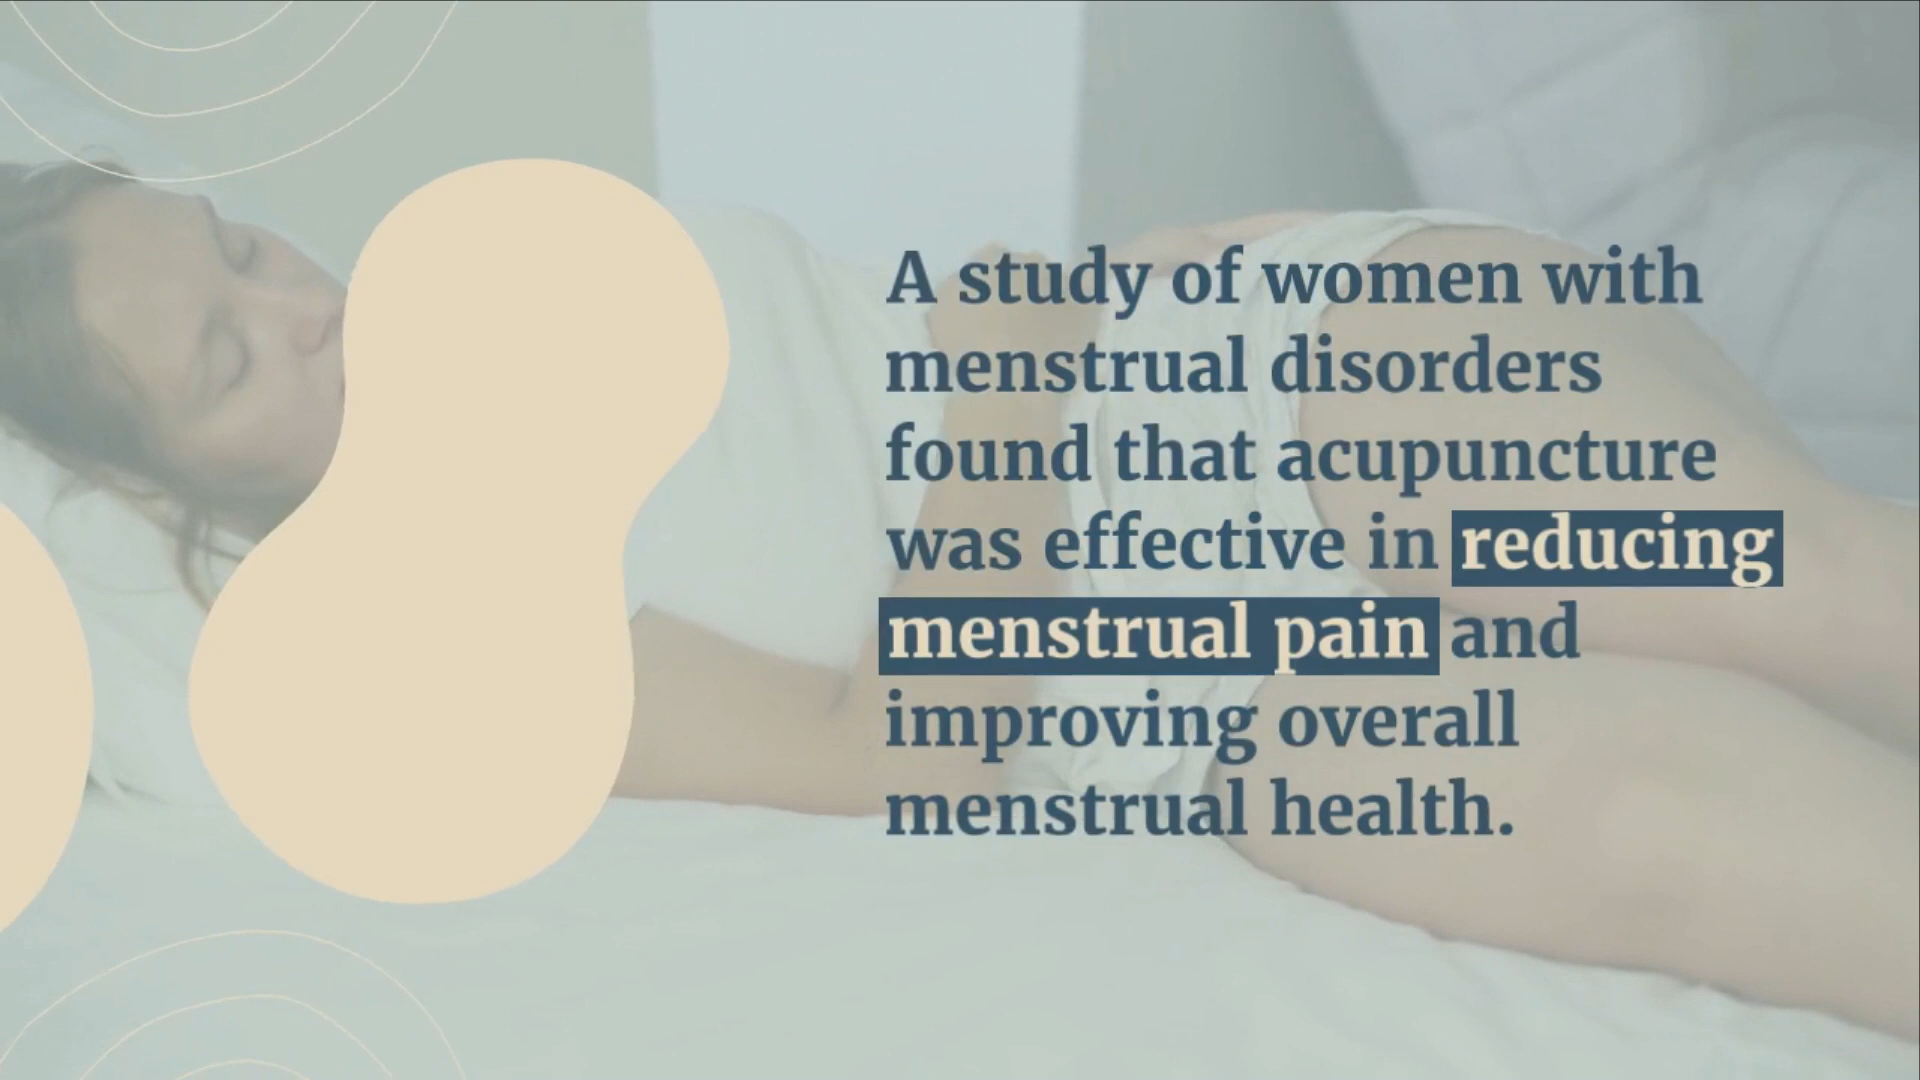 A study of women with
menstrual disorders
found that acupuncture
was effective in reducing
menstrual pain and
improving overall
menstrual health.